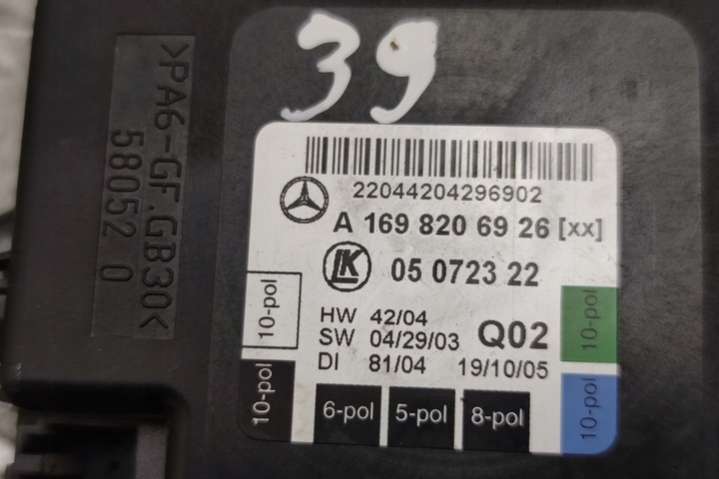 39
>PA6-GF.GB30<
58052 0
22044204296902
A 169 820 69 26 [xx]
LK 05 0723 22
HW 42/04
SW 04/29/03 Q02
DI 81/04 19/10/05
10-pol
10-pol
6-pol 5-pol 8-pol
10-pol
10-pol